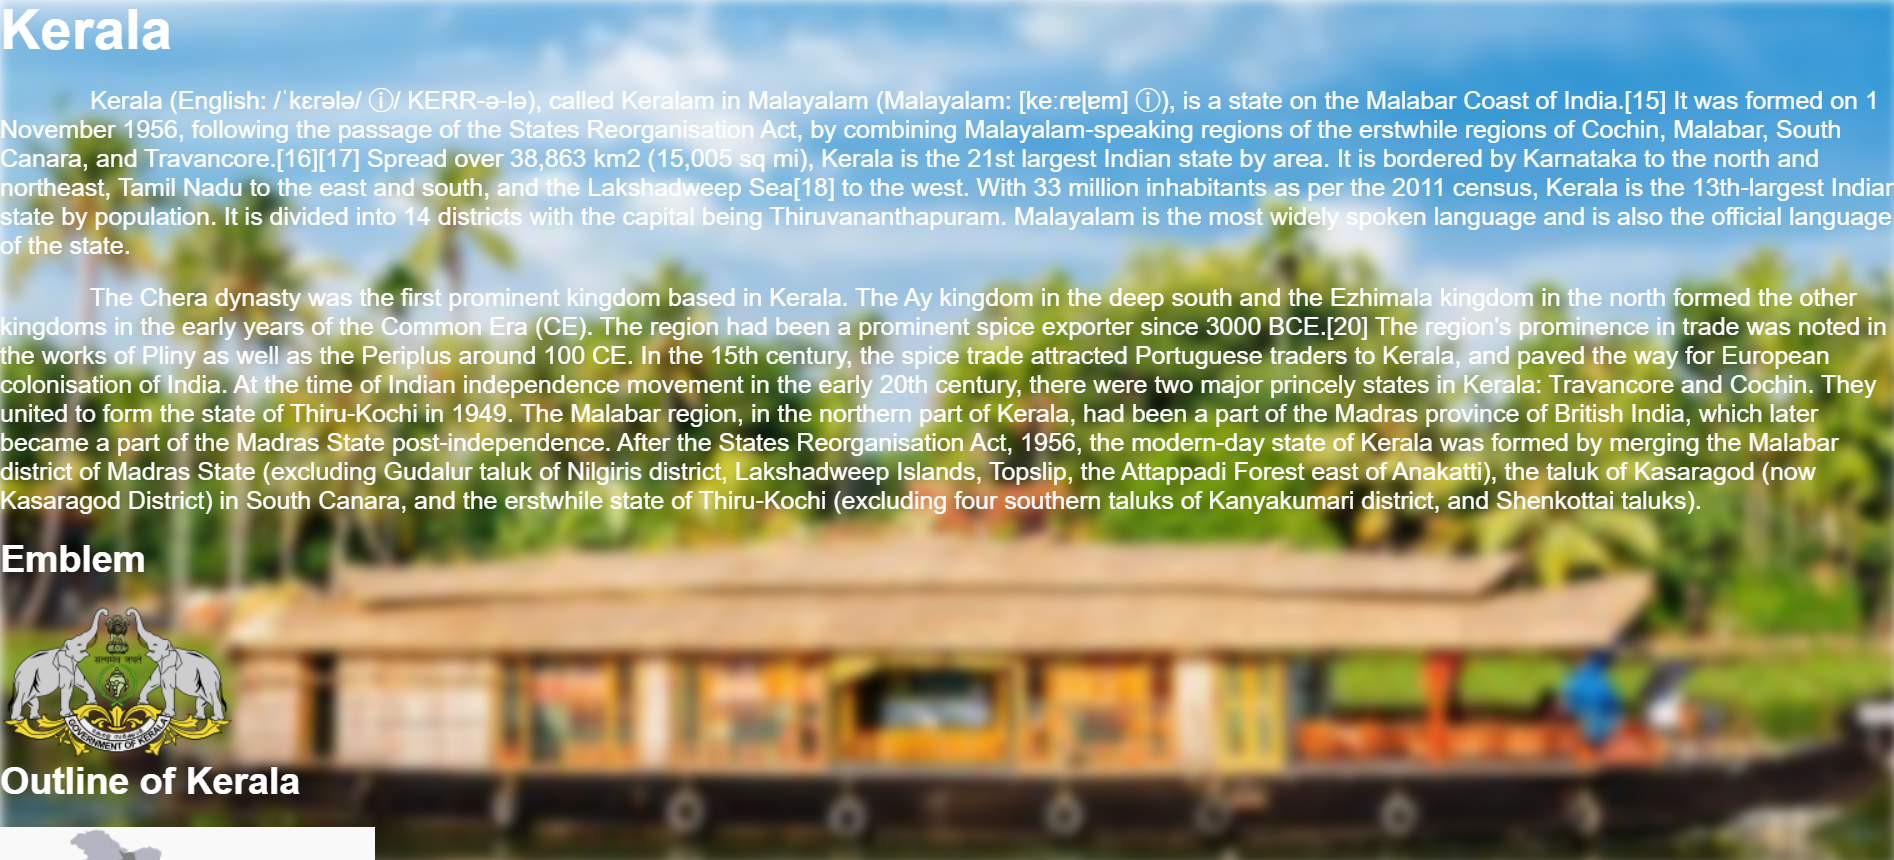 Kerala
Kerala (English: /ˈkɛrələ/ ⓘ/ KERR-ə-lə), called Keralam in Malayalam (Malayalam: [keːɾɐɭɐm] ⓘ), is a state on the Malabar Coast of India.[15] It was formed on 1
November 1956, following the passage of the States Reorganisation Act, by combining Malayalam-speaking regions of the erstwhile regions of Cochin, Malabar, South
Canara, and Travancore.[16][17] Spread over 38,863 km2 (15,005 sq mi), Kerala is the 21st largest Indian state by area. It is bordered by Karnataka to the north and
northeast, Tamil Nadu to the east and south, and the Lakshadweep Sea[18] to the west. With 33 million inhabitants as per the 2011 census, Kerala is the 13th-largest Indian
state by population. It is divided into 14 districts with the capital being Thiruvananthapuram. Malayalam is the most widely spoken language and is also the official language
of the state.
The Chera dynasty was the first prominent kingdom based in Kerala. The Ay kingdom in the deep south and the Ezhimala kingdom in the north formed the other
kingdoms in the early years of the Common Era (CE). The region had been a prominent spice exporter since 3000 BCE.[20] The region's prominence in trade was noted in
the works of Pliny as well as the Periplus around 100 CE. In the 15th century, the spice trade attracted Portuguese traders to Kerala, and paved the way for European
colonisation of India. At the time of Indian independence movement in the early 20th century, there were two major princely states in Kerala: Travancore and Cochin. They
united to form the state of Thiru-Kochi in 1949. The Malabar region, in the northern part of Kerala, had been a part of the Madras province of British India, which later
became a part of the Madras State post-independence. After the States Reorganisation Act, 1956, the modern-day state of Kerala was formed by merging the Malabar
district of Madras State (excluding Gudalur taluk of Nilgiris district, Lakshadweep Islands, Topslip, the Attappadi Forest east of Anakatti), the taluk of Kasaragod (now
Kasaragod District) in South Canara, and the erstwhile state of Thiru-Kochi (excluding four southern taluks of Kanyakumari district, and Shenkottai taluks).
Emblem
सत्यमेव जयते
GOVERNMENT OF KERALA
Outline of Kerala